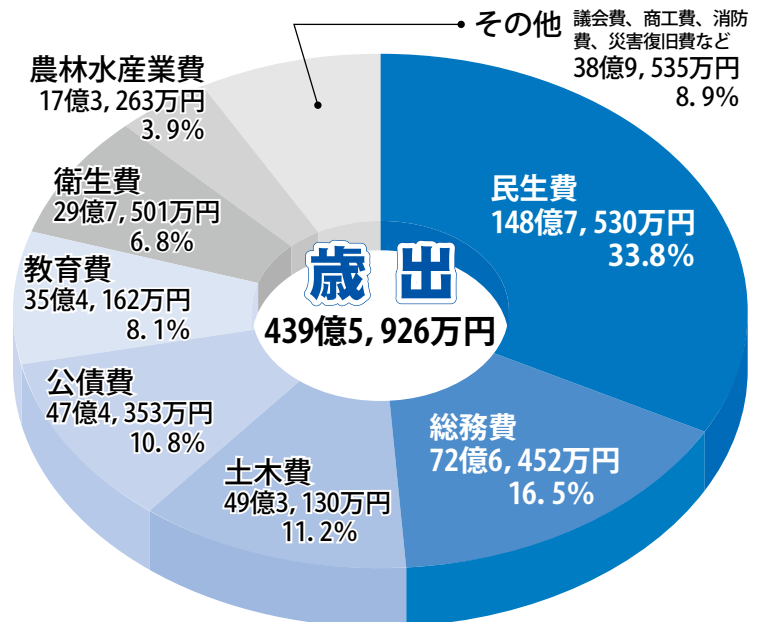 その他 議会費、商工費、消防
費、災害復旧費など
38億9,535万円
8.9%
農林水産業費
17億3,263万円
3.9%
衛生費
29億7,501万円
6.8%
教育費
35億4,162万円
8.1%
公債費
47億4,353万円
10.8%
土木費
49億3,130万円
11.2%
総務費
72億6,452万円
16.5%
民生費
148億7,530万円
33.8%
歳出
439億5,926万円